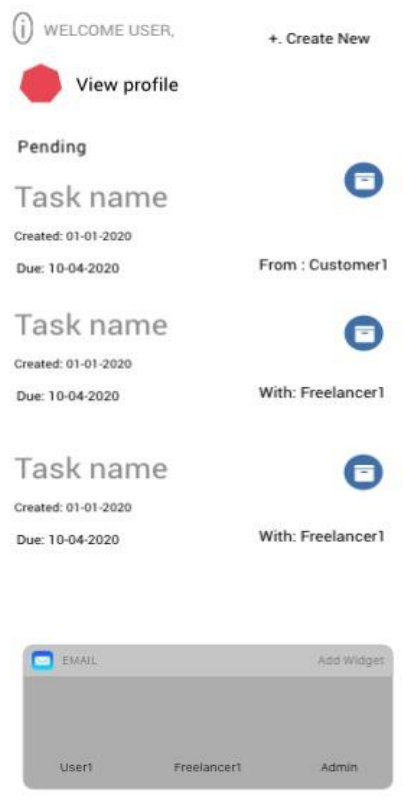 WELCOME USER,
+. Create New
View profile
Pending
Task name
Created: 01-01-2020
Due: 10-04-2020
From : Customer1
Task name
Created: 01-01-2020
Due: 10-04-2020
With: Freelancer1
Task name
Created: 01-01-2020
Due: 10-04-2020
With: Freelancer1
EMAIL
Add Widget
User1
Freelancer1
Admin